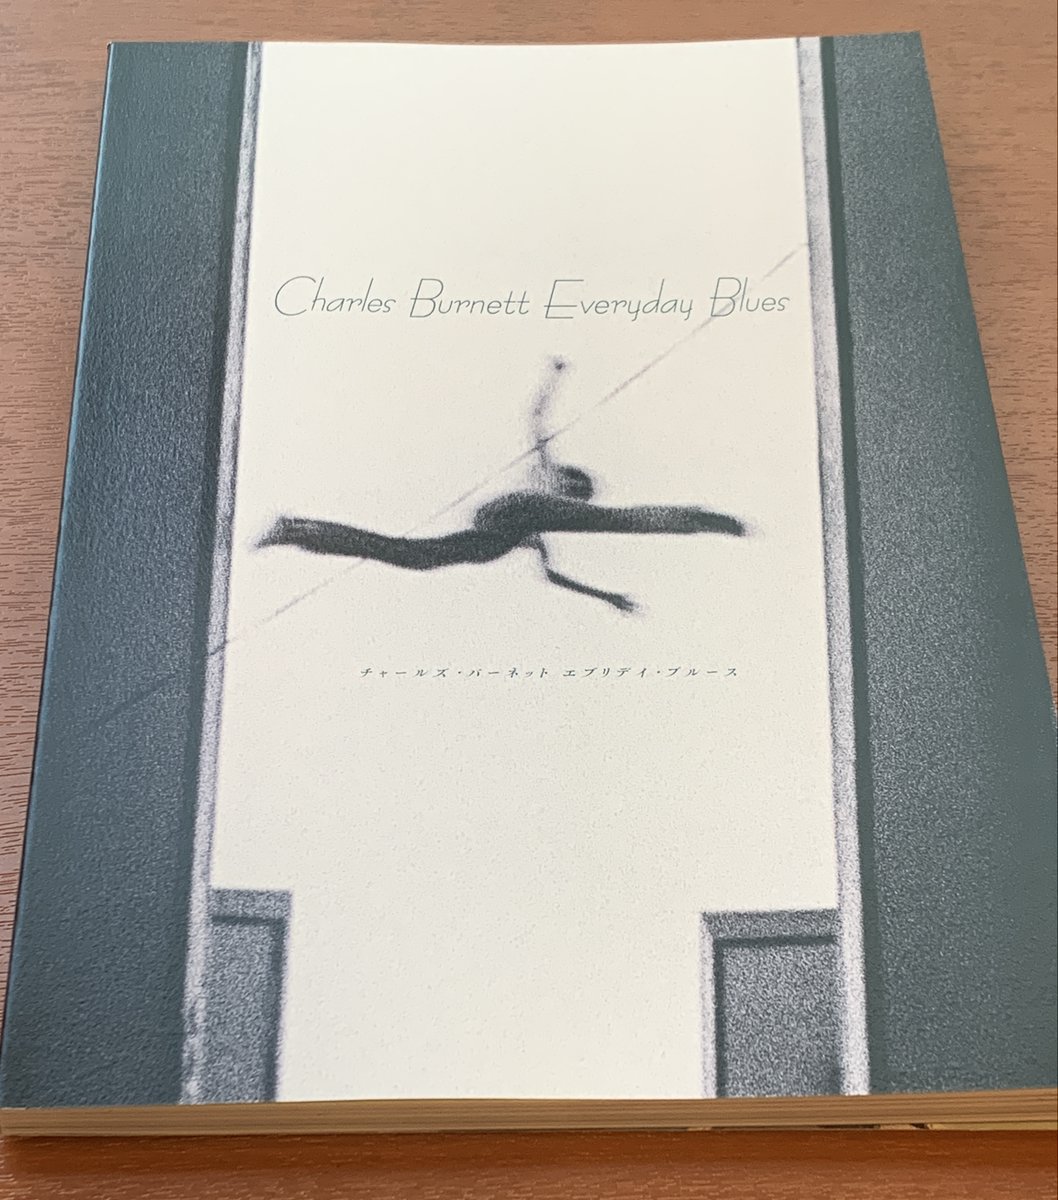 Charles Burnett Everyday Blues
チャールズ・バーネット エブリデイ・ブルース